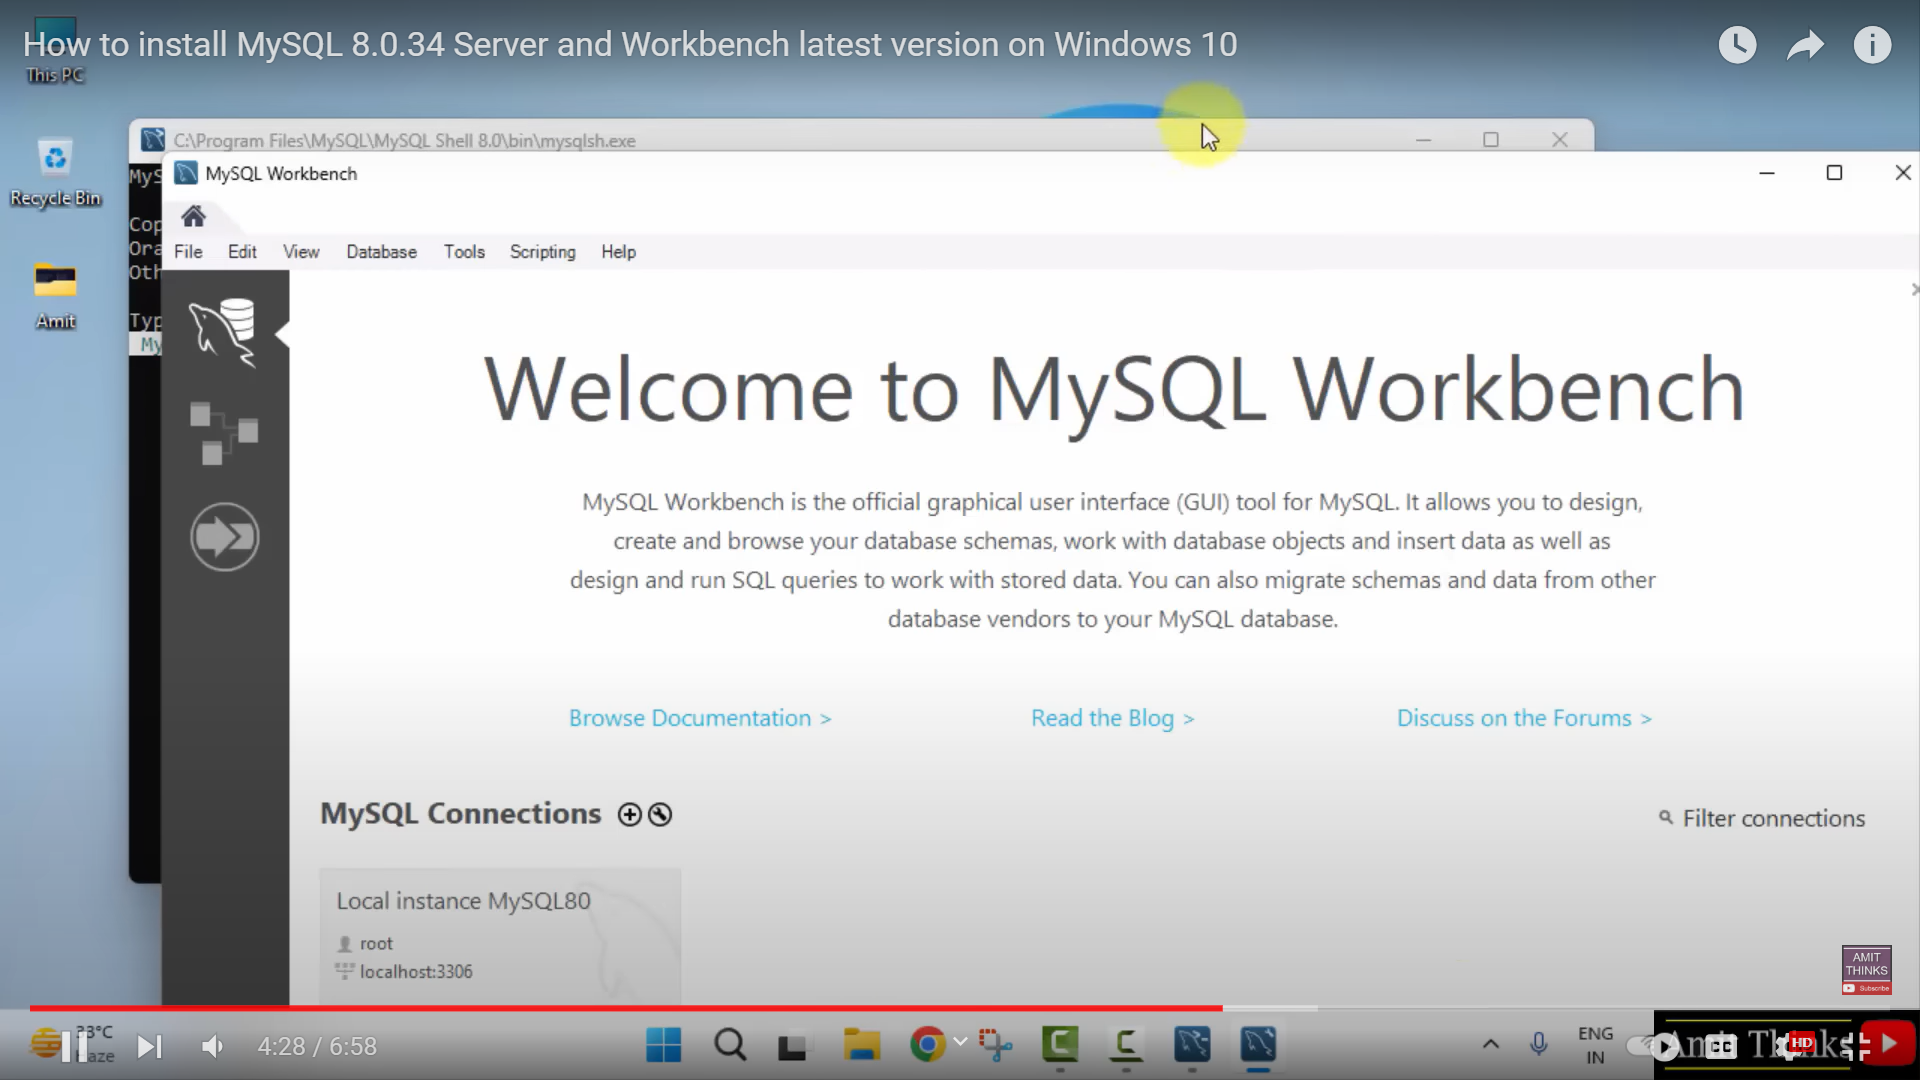 How to install MySQL 8.0.34 Server and Workbench latest version on Windows 10
This PC
Recycle Bin
Amit
C:\Program Files\MySQL\MySQL Shell 8.0\bin\mysqlsh.exe
MyS
Cop
Ora
Oth
Typ
My
MySQL Workbench
File Edit View Database Tools Scripting Help
Welcome to MySQL Workbench
MySQL Workbench is the official graphical user interface (GUI) tool for MySQL. It allows you to design,
create and browse your database schemas, work with database objects and insert data as well as
design and run SQL queries to work with stored data. You can also migrate schemas and data from other
database vendors to your MySQL database.
Browse Documentation > Read the Blog > Discuss on the Forums >
MySQL Connections
Filter connections
Local instance MySQL80
root
localhost:3306
AMIT
THINKS
Subscribe
33°C
Haze
4:28 / 6:58
ENG
IN
Amit Thinks
CC
HD